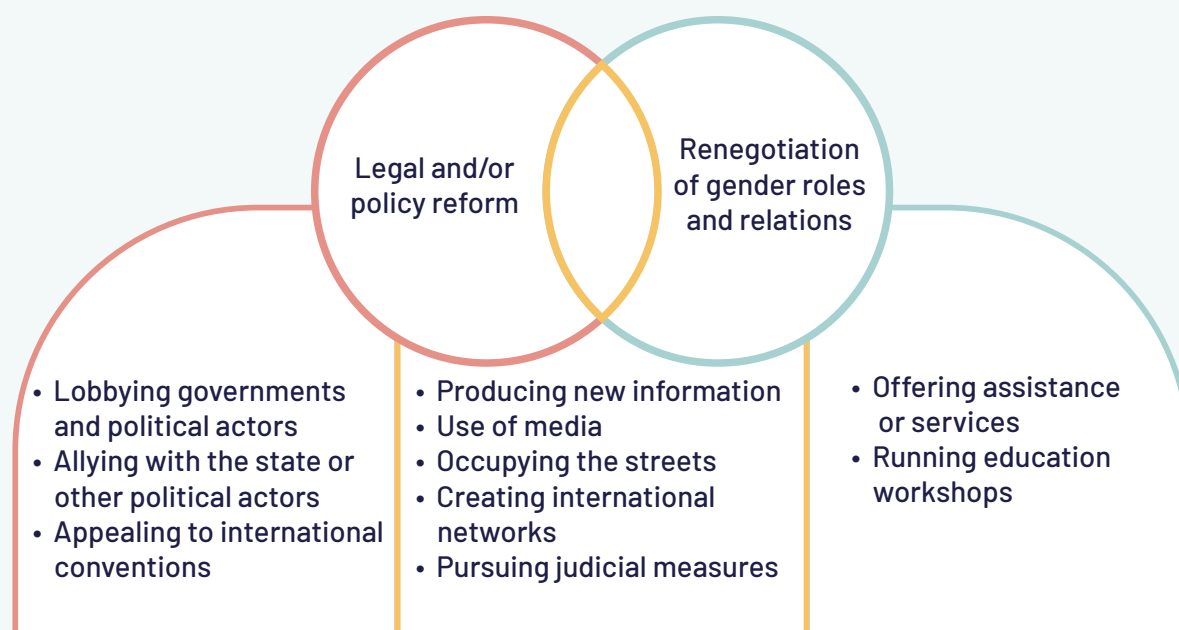 Legal and/or
policy reform
Renegotiation
of gender roles
and relations
• Lobbying governments
and political actors
• Allying with the state or
other political actors
• Appealing to international
conventions
• Producing new information
• Use of media
• Occupying the streets
• Creating international
networks
• Pursuing judicial measures
• Offering assistance
or services
• Running education
workshops